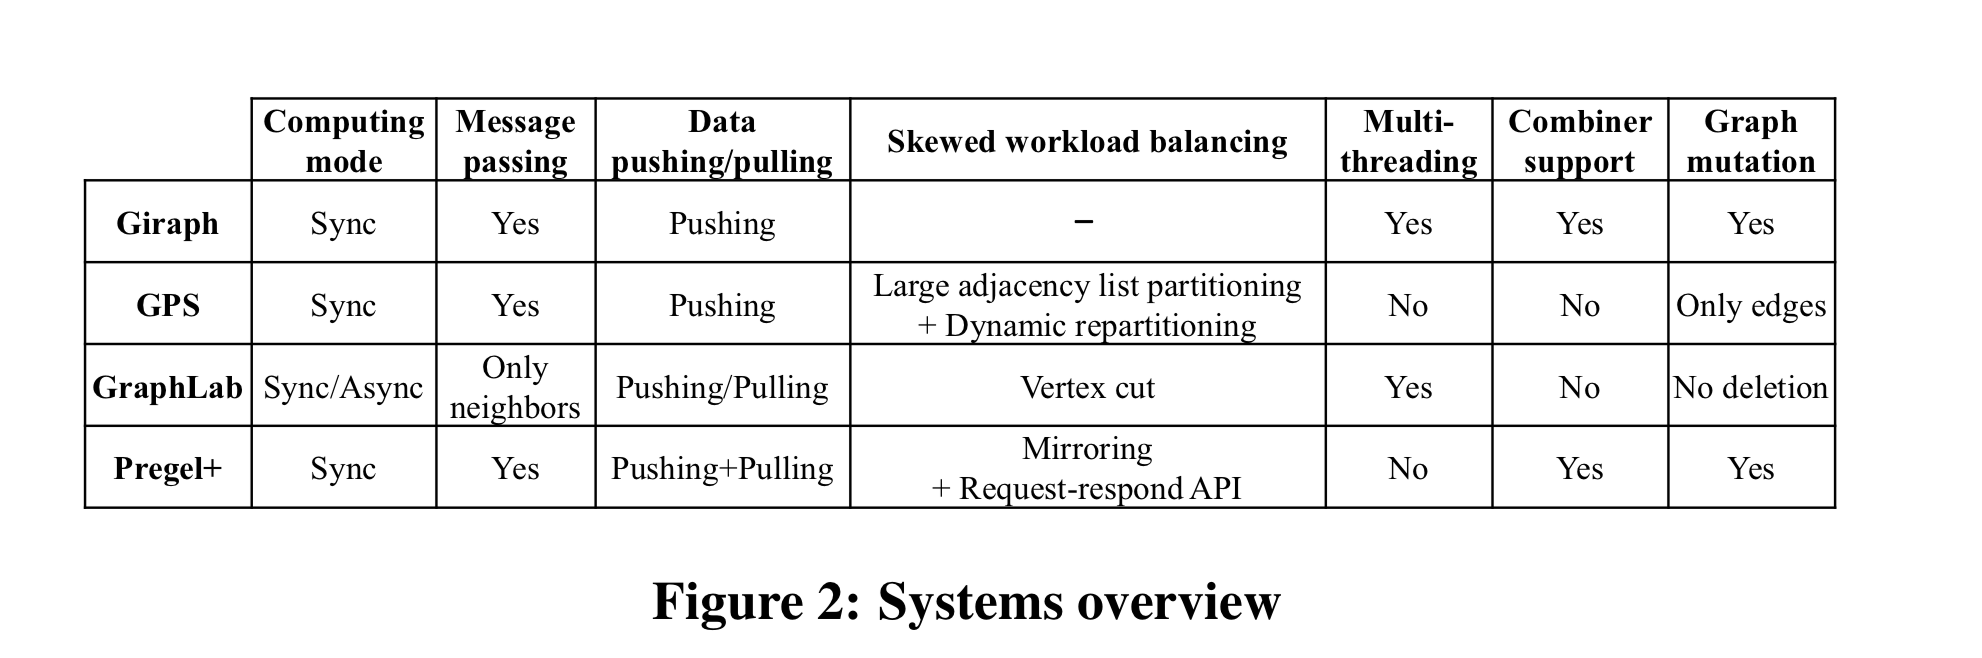 Computing mode | Message passing | Data pushing/pulling | Skewed workload balancing | Multi-threading | Combiner support | Graph mutation
Giraph | Sync | Yes | Pushing | – | Yes | Yes | Yes
GPS | Sync | Yes | Pushing | Large adjacency list partitioning + Dynamic repartitioning | No | No | Only edges
GraphLab | Sync/Async | Only neighbors | Pushing/Pulling | Vertex cut | Yes | No | No deletion
Pregel+ | Sync | Yes | Pushing+Pulling | Mirroring + Request-respond API | No | Yes | Yes
Figure 2: Systems overview